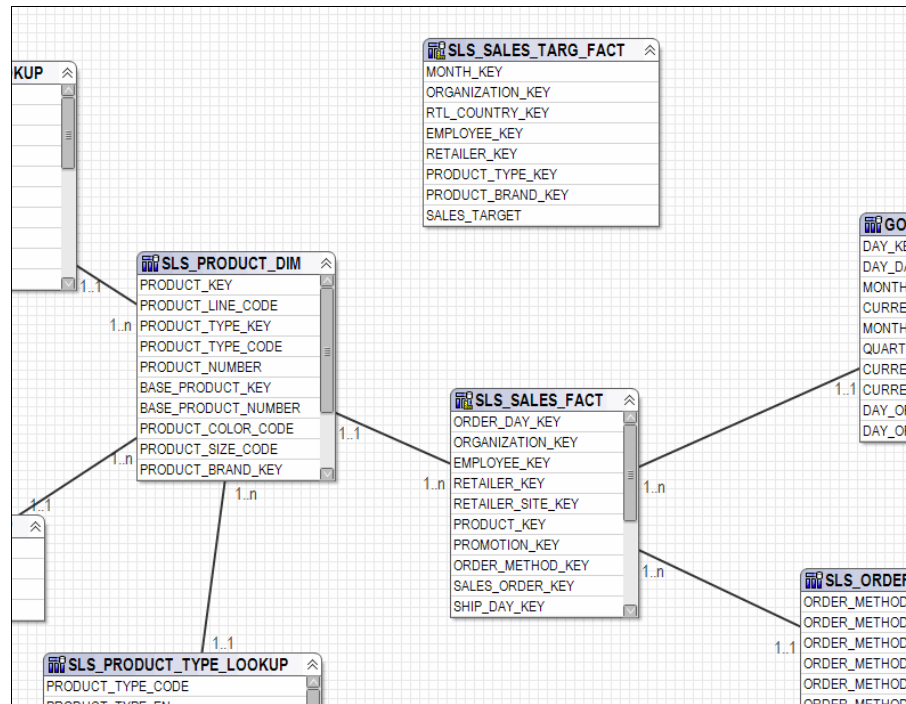 KUP
SLS_SALES_TARG_FACT
MONTH_KEY
ORGANIZATION_KEY
RTL_COUNTRY_KEY
EMPLOYEE_KEY
RETAILER_KEY
PRODUCT_TYPE_KEY
PRODUCT_BRAND_KEY
SALES_TARGET
1..1
1..n
SLS_PRODUCT_DIM
PRODUCT_KEY
PRODUCT_LINE_CODE
PRODUCT_TYPE_KEY
PRODUCT_TYPE_CODE
PRODUCT_NUMBER
BASE_PRODUCT_KEY
BASE_PRODUCT_NUMBER
PRODUCT_COLOR_CODE
PRODUCT_SIZE_CODE
PRODUCT_BRAND_KEY
1..1
1..n
1..n
1..n
1..1
SLS_SALES_FACT
ORDER_DAY_KEY
ORGANIZATION_KEY
EMPLOYEE_KEY
RETAILER_KEY
RETAILER_SITE_KEY
PRODUCT_KEY
PROMOTION_KEY
ORDER_METHOD_KEY
SALES_ORDER_KEY
SHIP_DAY_KEY
1..n
1..n
1..1
GO
DAY_KE
DAY_DA
MONTH
CURRE
MONTH
QUART
CURRE
CURRE
DAY_OF
DAY_OF
1..1
SLS_ORDER
ORDER_METHOD
ORDER_METHOD
ORDER_METHOD
ORDER_METHOD
ORDER_METHOD
ORDER_METHOD
1..1
SLS_PRODUCT_TYPE_LOOKUP
PRODUCT_TYPE_CODE
PRODUCT_TYPE_EN